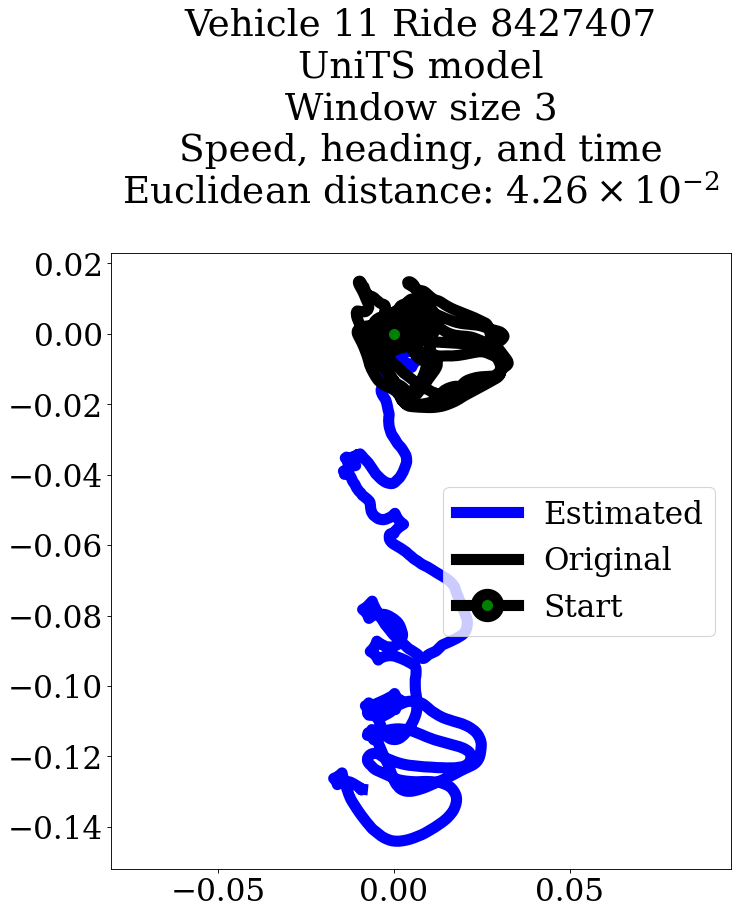 Vehicle 11 Ride 8427407
UniTS model
Window size 3
Speed, heading, and time
Euclidean distance: 4.26 × 10⁻²
0.02
0.00
−0.02
−0.04
−0.06
−0.08
−0.10
−0.12
−0.14
Estimated
Original
Start
−0.05 0.00 0.05